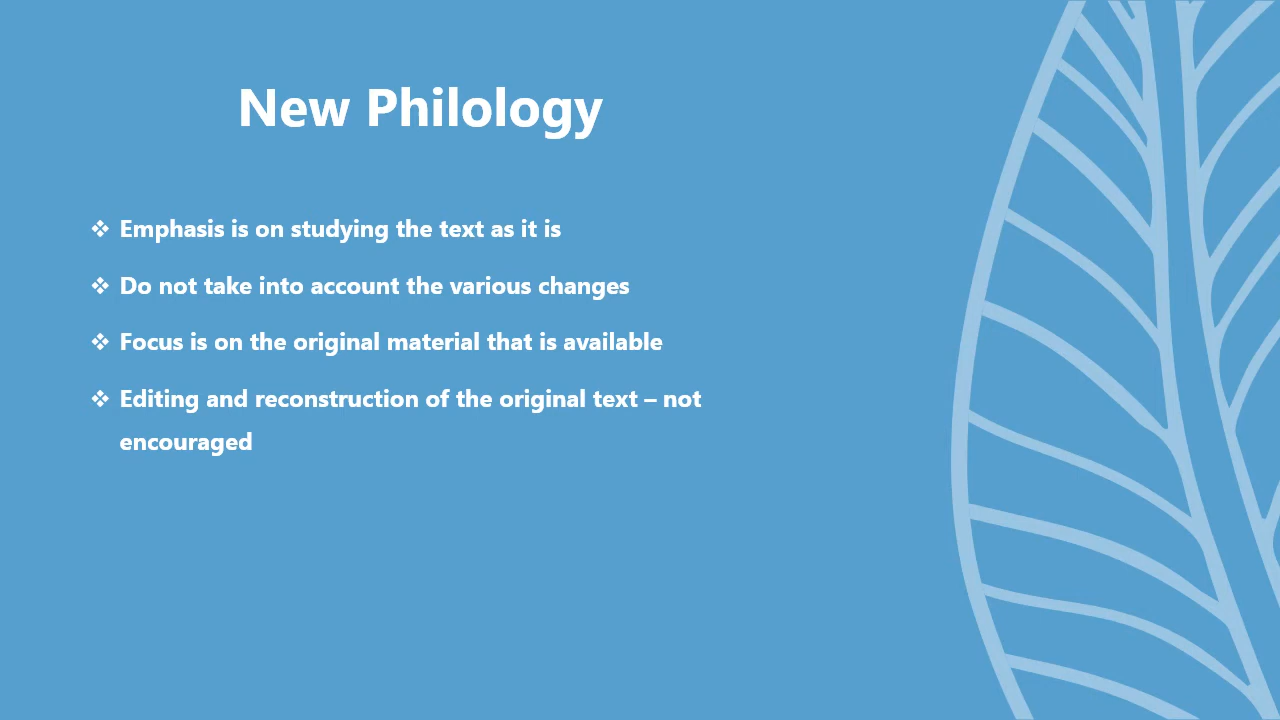 New Philology
❖ Emphasis is on studying the text as it is
❖ Do not take into account the various changes
❖ Focus is on the original material that is available
❖ Editing and reconstruction of the original text – not
encouraged